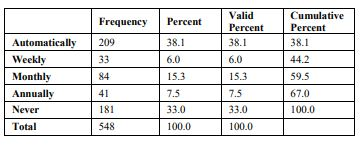 Frequency Percent Valid Percent Cumulative Percent
Automatically 209 38.1 38.1 38.1
Weekly 33 6.0 6.0 44.2
Monthly 84 15.3 15.3 59.5
Annually 41 7.5 7.5 67.0
Never 181 33.0 33.0 100.0
Total 548 100.0 100.0